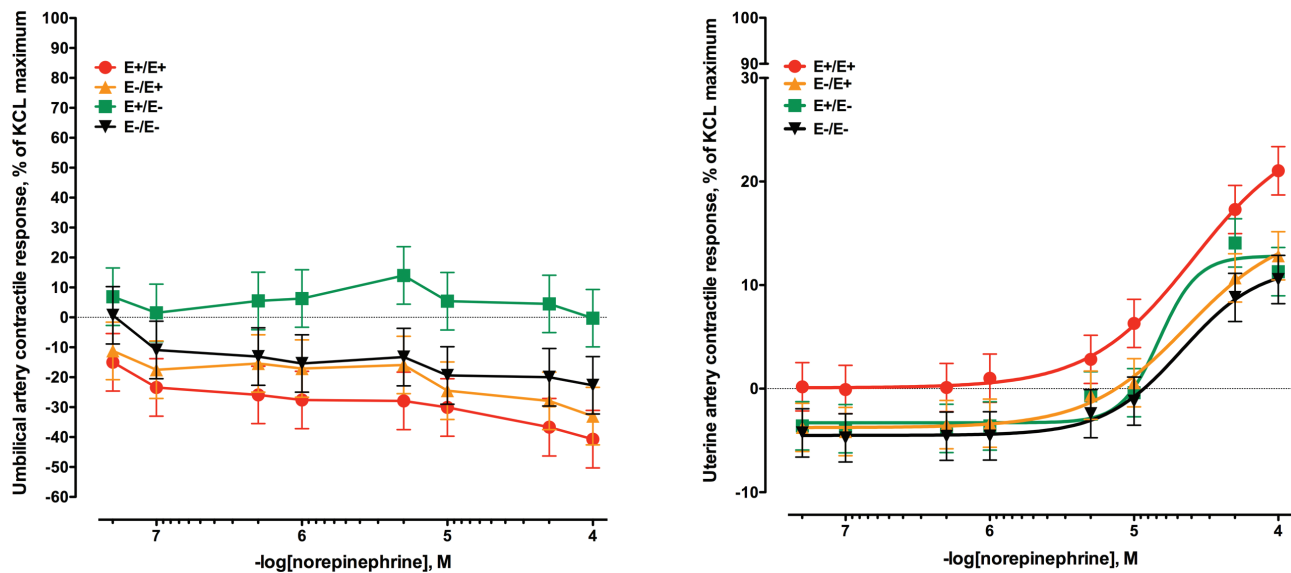 Umbilical artery contractile response, % of KCL maximum
100
90
80
70
60
50
40
30
20
10
0
-10
-20
-30
-40
-50
-60
E+/E+
E-/E+
E+/E-
E-/E-
7
6
5
4
-log[norepinephrine], M
Uterine artery contractile response, % of KCL maximum
100
90
30
20
10
0
-10
E+/E+
E-/E+
E+/E-
E-/E-
7
6
5
4
-log[norepinephrine], M